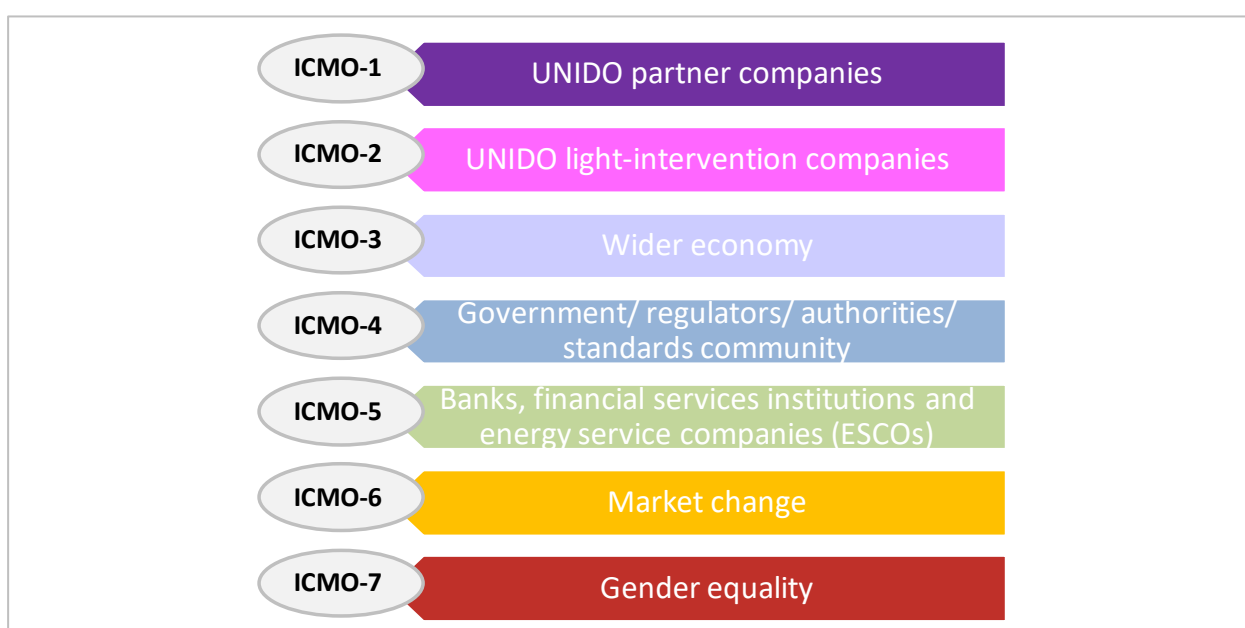 ICMO-1
UNIDO partner companies
ICMO-2
UNIDO light-intervention companies
ICMO-3
Wider economy
ICMO-4
Government/ regulators/ authorities/
standards community
ICMO-5
Banks, financial services institutions and
energy service companies (ESCOs)
ICMO-6
Market change
ICMO-7
Gender equality